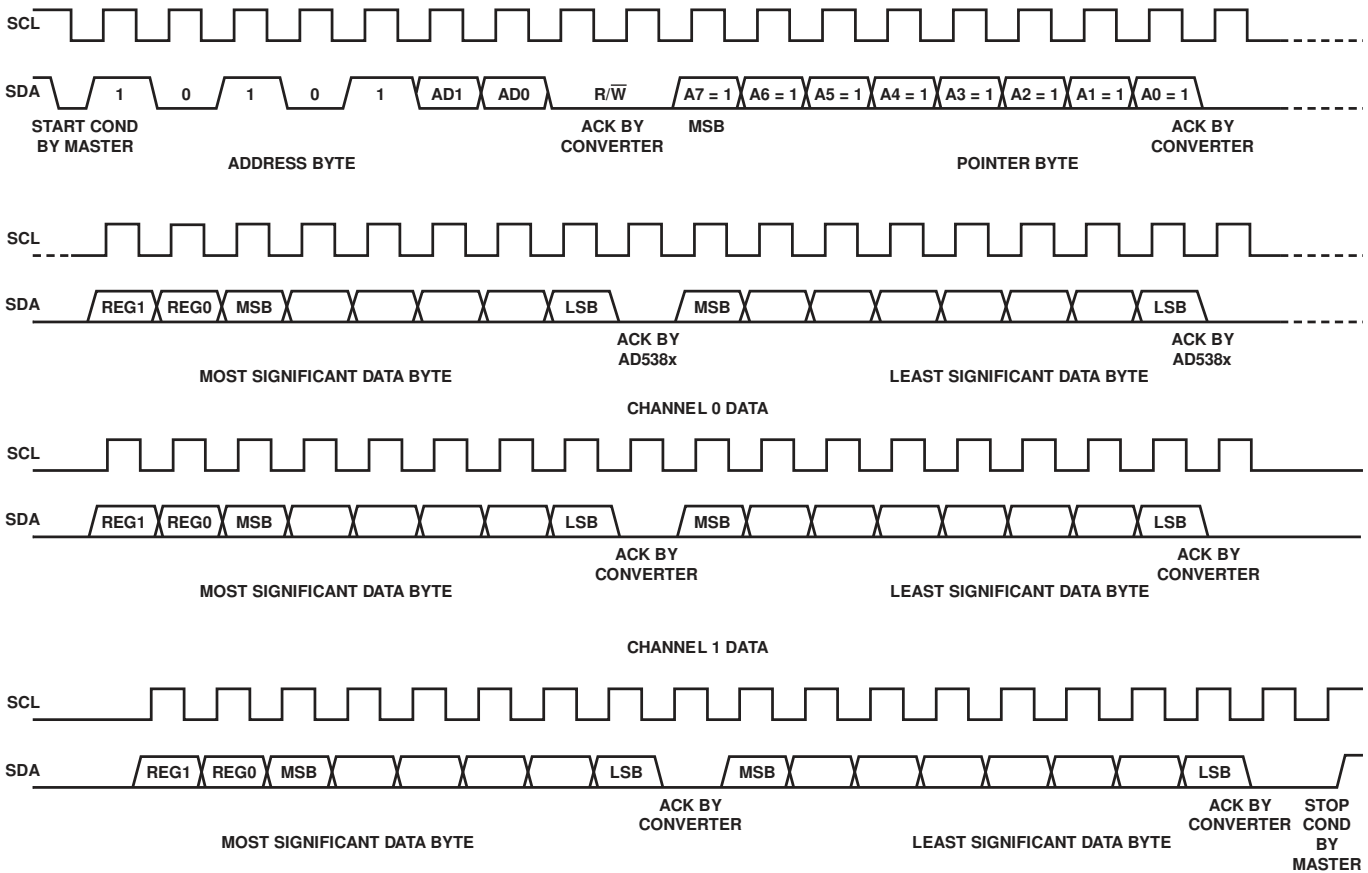 SCL
SDA 1 0 1 0 1 AD1 AD0 R/W̅ A7 = 1 A6 = 1 A5 = 1 A4 = 1 A3 = 1 A2 = 1 A1 = 1 A0 = 1
START COND BY MASTER
ACK BY CONVERTER
MSB
ACK BY CONVERTER
ADDRESS BYTE
POINTER BYTE
SCL
SDA REG1 REG0 MSB LSB MSB LSB
ACK BY AD538x
ACK BY AD538x
MOST SIGNIFICANT DATA BYTE
LEAST SIGNIFICANT DATA BYTE
CHANNEL 0 DATA
SCL
SDA REG1 REG0 MSB LSB MSB LSB
ACK BY CONVERTER
ACK BY CONVERTER
MOST SIGNIFICANT DATA BYTE
LEAST SIGNIFICANT DATA BYTE
CHANNEL 1 DATA
SCL
SDA REG1 REG0 MSB LSB MSB LSB
ACK BY CONVERTER
ACK BY CONVERTER
STOP COND BY MASTER
MOST SIGNIFICANT DATA BYTE
LEAST SIGNIFICANT DATA BYTE